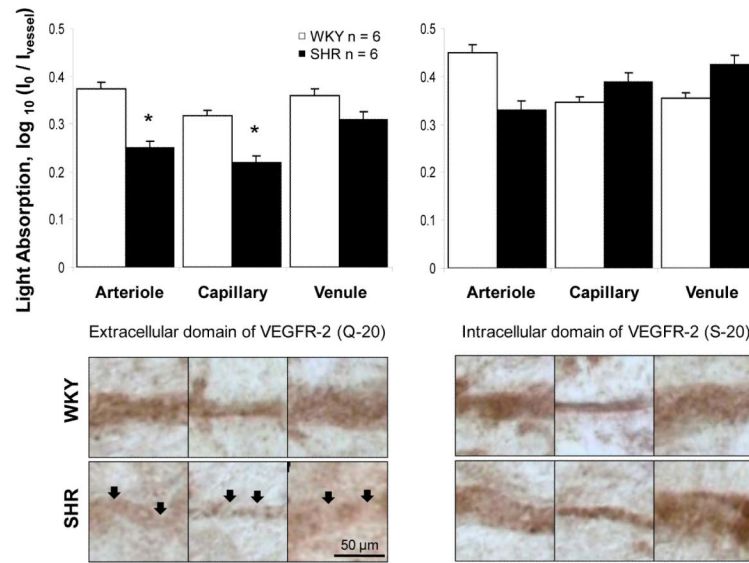 Light Absorption, log 10 (I0 / Ivessel)
0.5
0.4
0.3
0.2
0.1
0
WKY n = 6
SHR n = 6
*
*
Arteriole Capillary Venule
Extracellular domain of VEGFR-2 (Q-20)
0.5
0.4
0.3
0.2
0.1
0
Arteriole Capillary Venule
Intracellular domain of VEGFR-2 (S-20)
WKY
SHR
50 µm